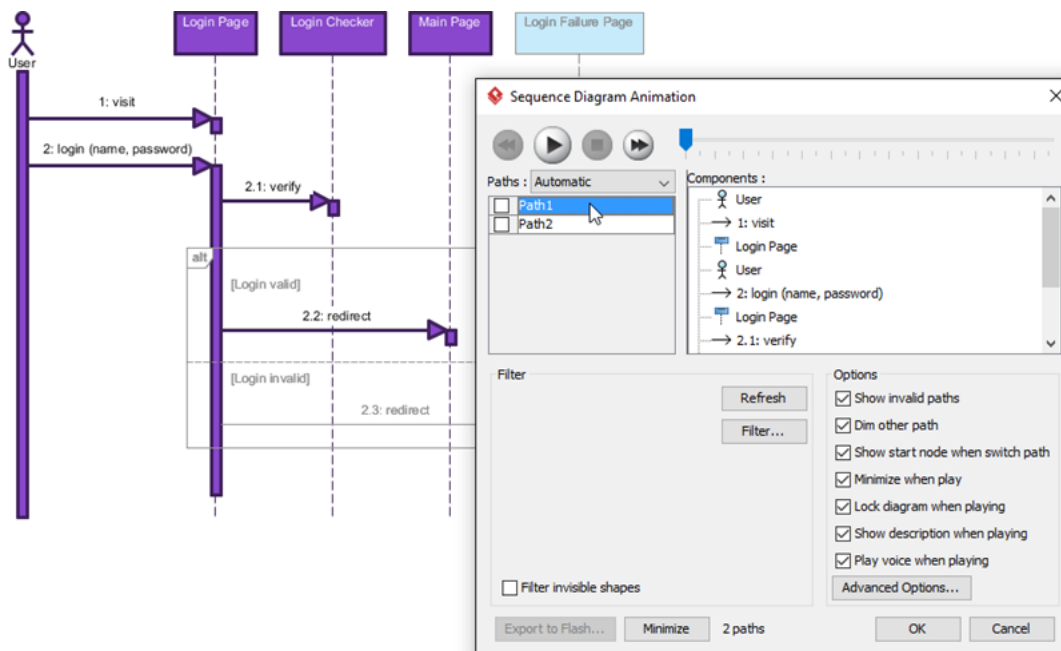 Login Page
Login Checker
Main Page
Login Failure Page
User
1: visit
2: login (name, password)
2.1: verify
alt
[Login valid]
2.2: redirect
[Login invalid]
2.3: redirect
Sequence Diagram Animation
Paths : Automatic
Path1
Path2
Components :
User
1: visit
Login Page
User
2: login (name, password)
Login Page
2.1: verify
Filter
Refresh
Filter...
Filter invisible shapes
Options
Show invalid paths
Dim other path
Show start node when switch path
Minimize when play
Lock diagram when playing
Show description when playing
Play voice when playing
Advanced Options...
Export to Flash...
Minimize
2 paths
OK
Cancel